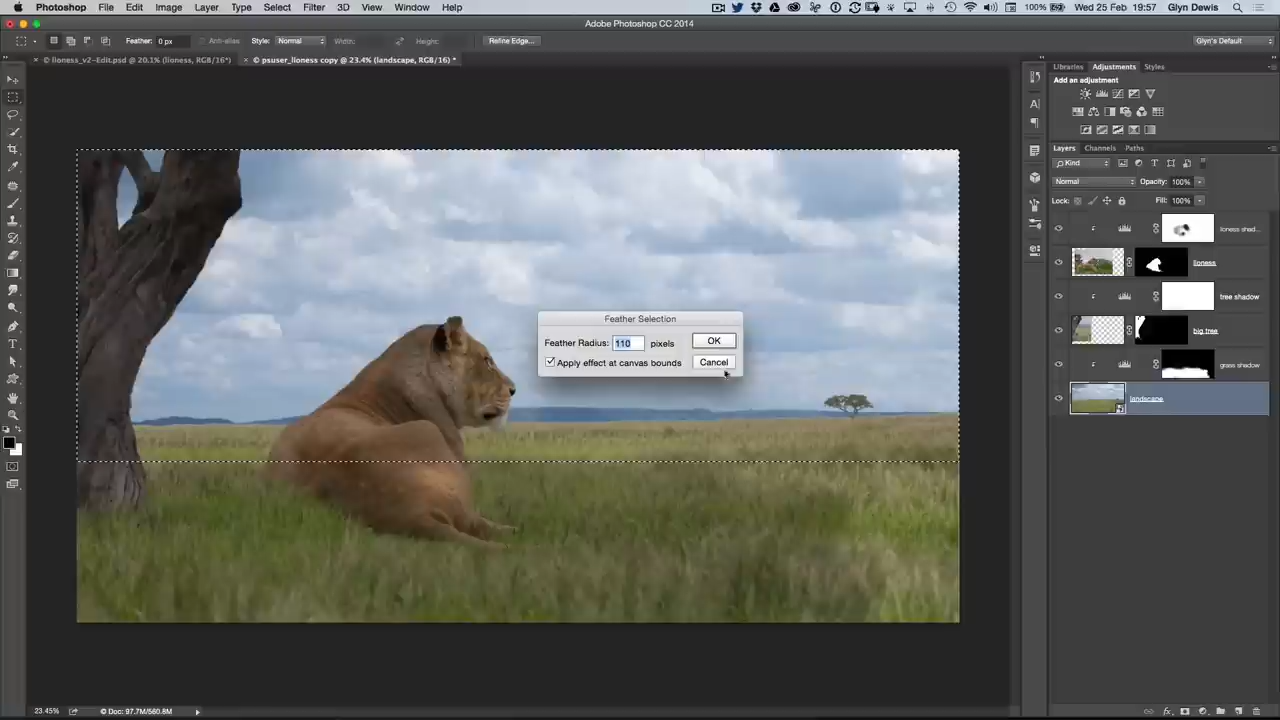 Photoshop File Edit Image Layer Type Select Filter 3D View Window Help 100% Wed 25 Feb 19:57 Glyn Dewis
Adobe Photoshop CC 2014
Feather: 0 px Anti-alias Style: Normal Width: Height: Refine Edge... Glyn's Default
× © lioness_v2-Edit.psd @ 20.1% (lioness, RGB/16*) × © psuser_lioness copy @ 23.4% (landscape, RGB/16) *
Libraries Adjustments Styles
Add an adjustment
Layers Channels Paths
Kind
Normal Opacity: 100%
Lock: Fill: 100%
lioness shad...
lioness
tree shadow
big tree
grass shadow
landscape
Feather Selection
Feather Radius: 110 pixels OK
Apply effect at canvas bounds Cancel
23.45% © Doc: 97.7M/560.8M